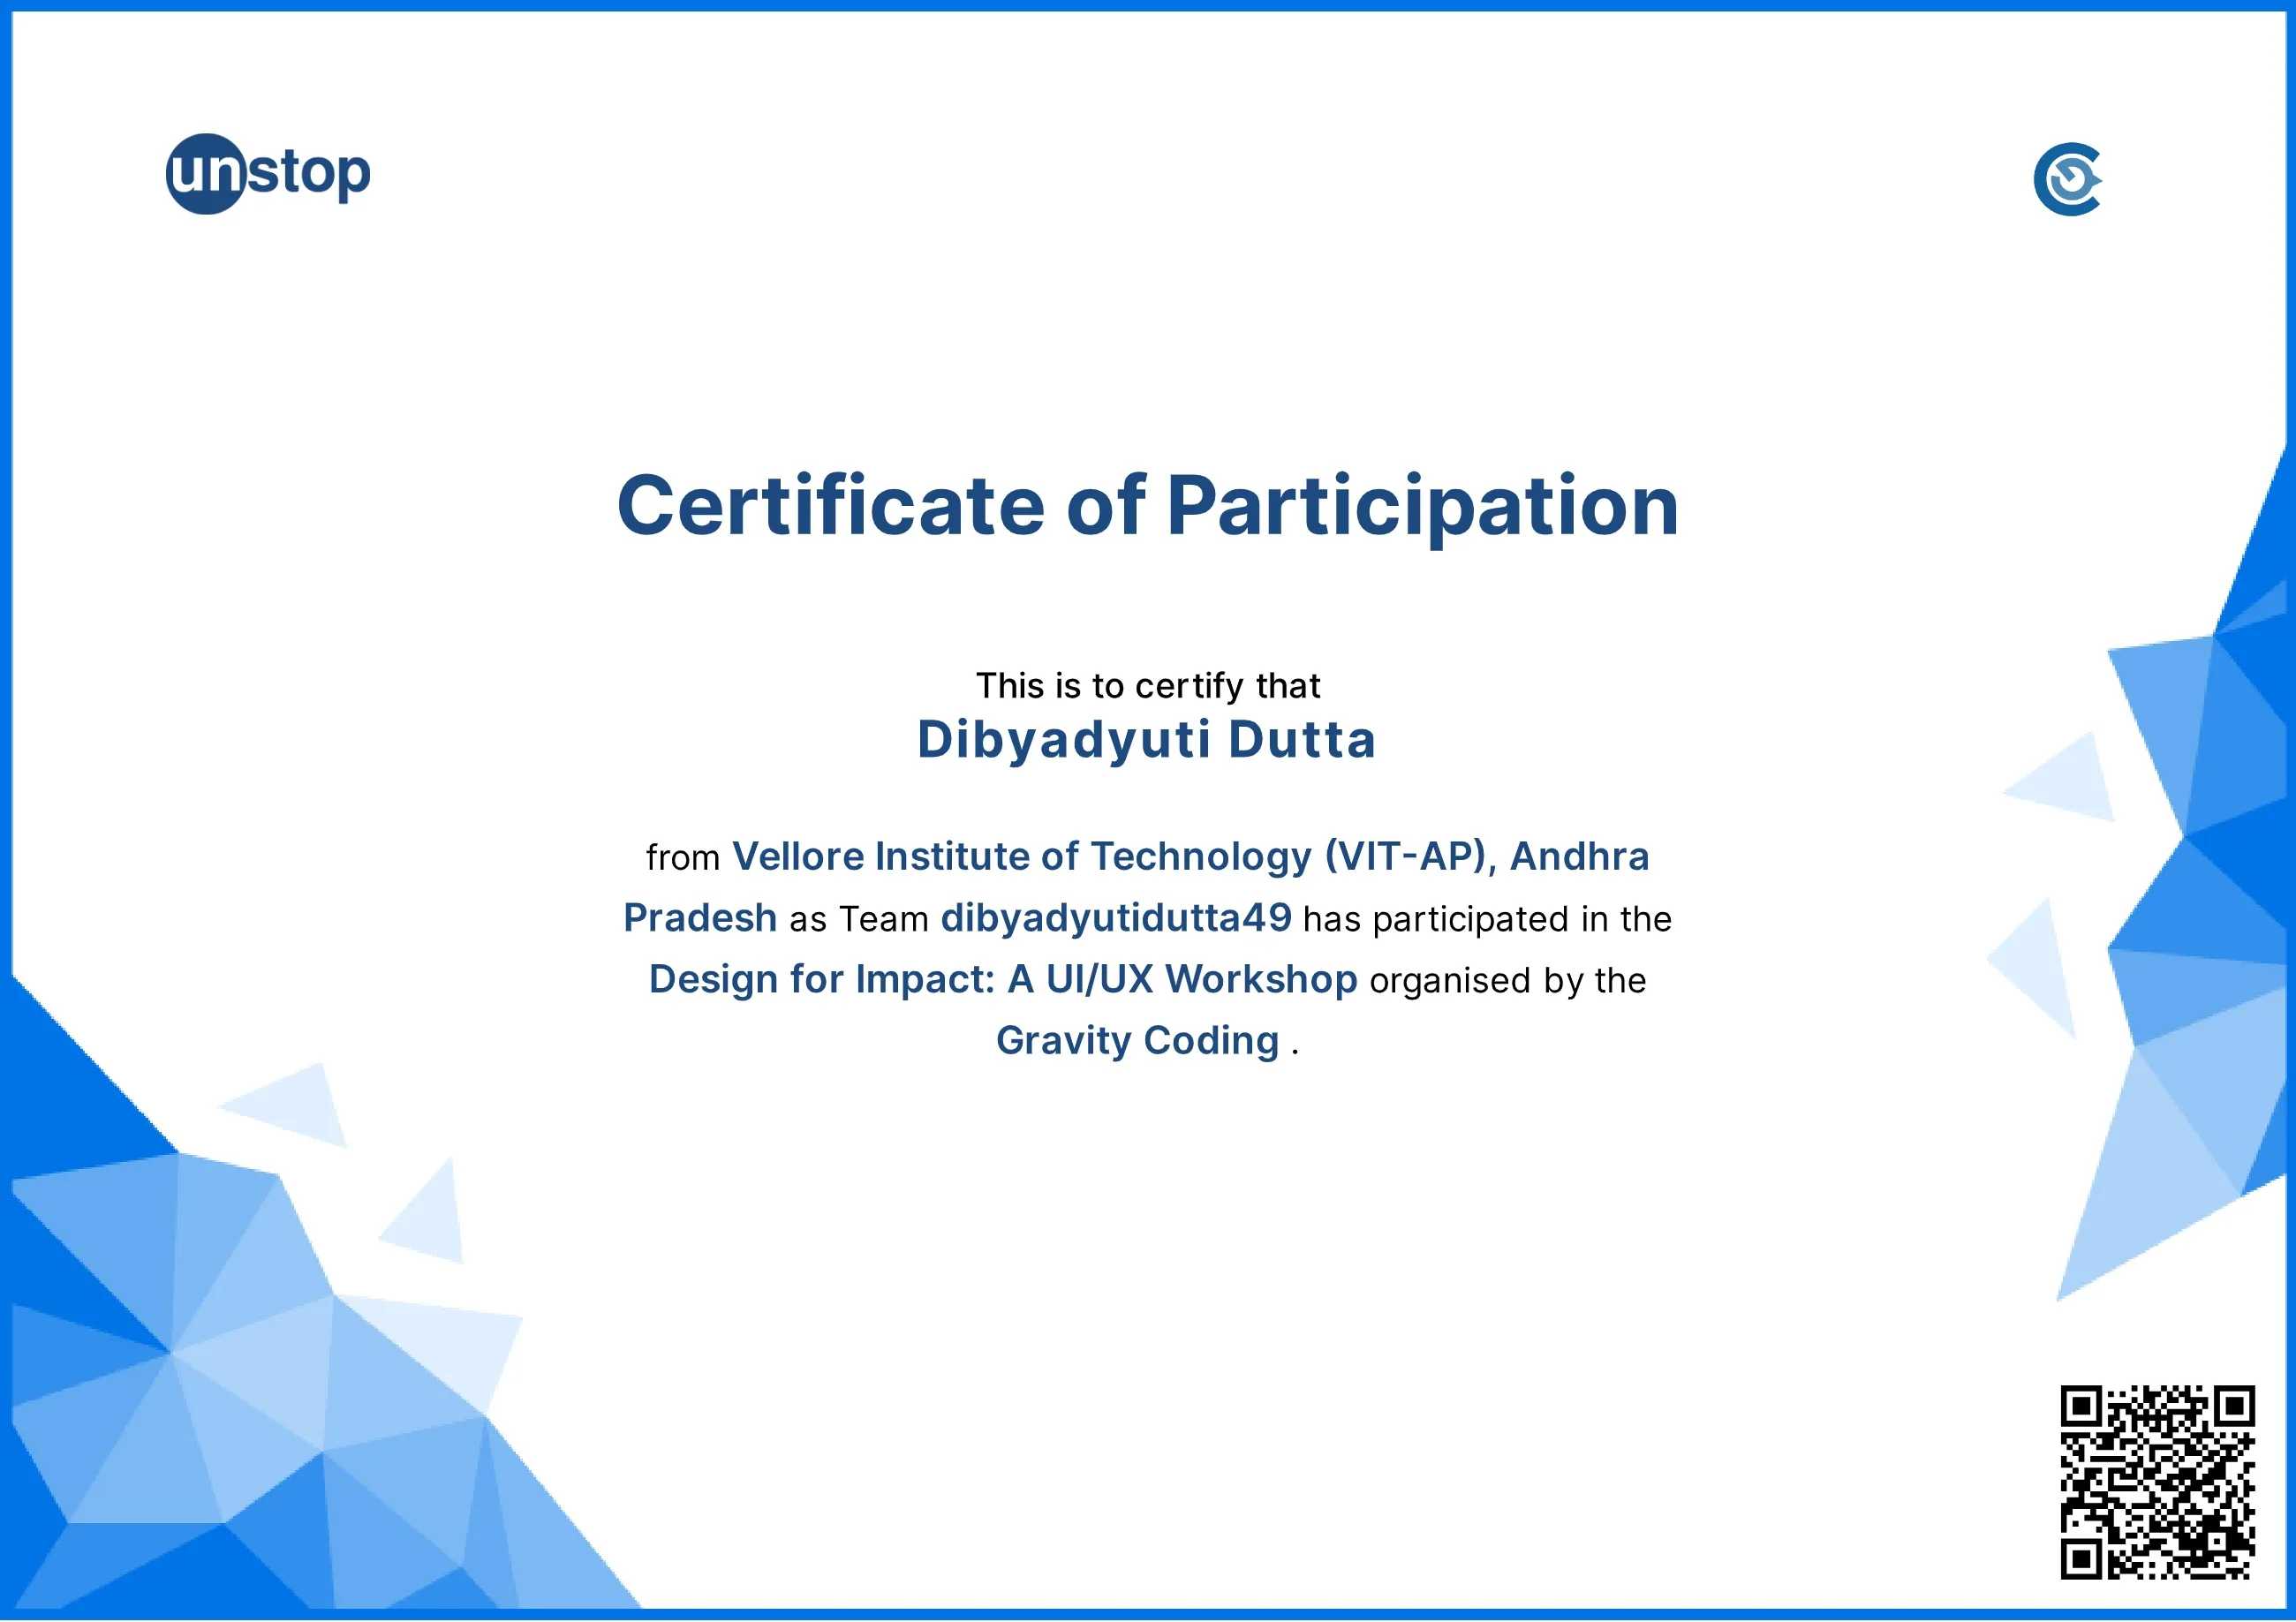 unstop
Certificate of Participation
This is to certify that
Dibyadyuti Dutta
from Vellore Institute of Technology (VIT-AP), Andhra
Pradesh as Team dibyadyutidutta49 has participated in the
Design for Impact: A UI/UX Workshop organised by the
Gravity Coding .